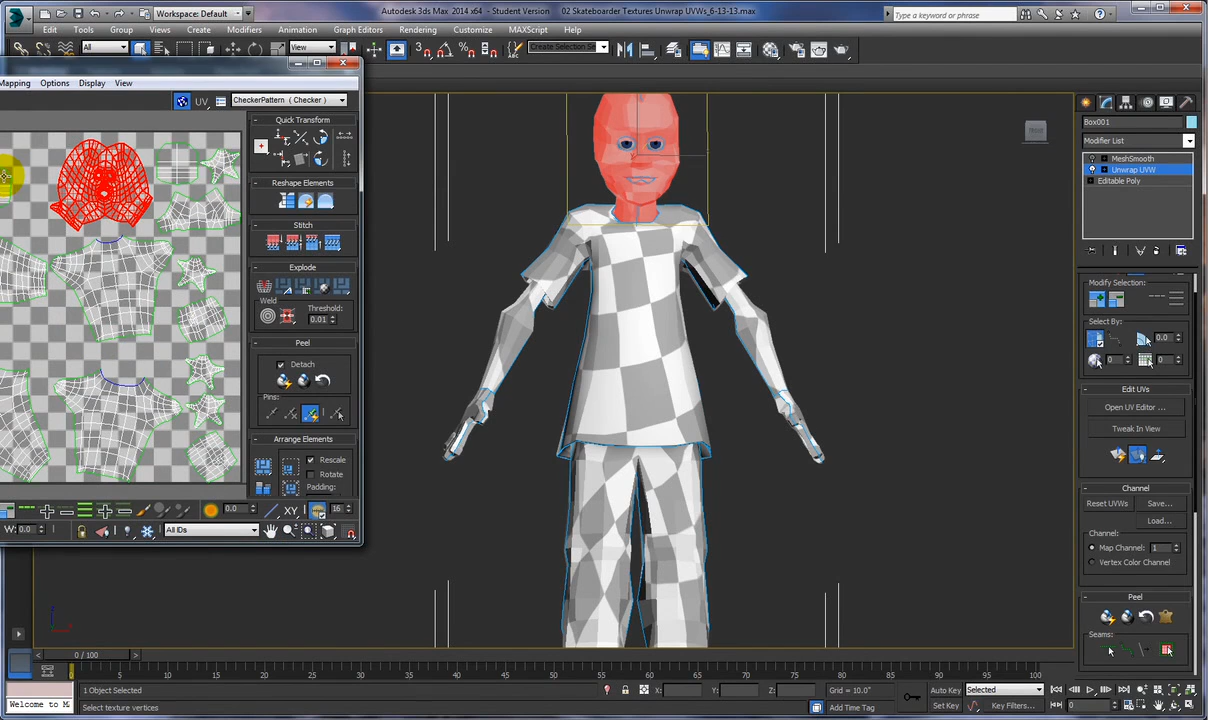 Workspace: Default
Autodesk 3ds Max 2014 x64 - Student Version 02 Skateboarder Textures Unwrap UVWs_6-13-13.max
Type a keyword or phrase
Edit Tools Group Views Create Modifiers Animation Graph Editors Rendering Customize MAXScript Help
All
View
Create Selection Se
Mapping Options Display View
UV
CheckerPattern ( Checker )
Quick Transform
Reshape Elements
Stitch
Explode
Weld
Threshold:
0.01
Peel
Detach
Pins:
Arrange Elements
Rescale
Rotate
Padding:
0.0
XY
16
W: 0.0
All IDs
Box001
Modifier List
MeshSmooth
Unwrap UVW
Editable Poly
Modify Selection:
Select By:
0.0
0
0
Edit UVs
Open UV Editor ...
Tweak In View
Channel
Reset UVWs
Save...
Load...
Channel:
Map Channel: 1
Vertex Color Channel
Peel
Seams:
0 / 100
0 5 10 15 20 25 30 35 40 45 50 55 60 65 70 75 80 85 90 95 100
1 Object Selected
X: Y: Z:
Grid = 10.0"
Auto Key
Selected
Welcome to M
Select texture vertices
Add Time Tag
Set Key
Key Filters...
0